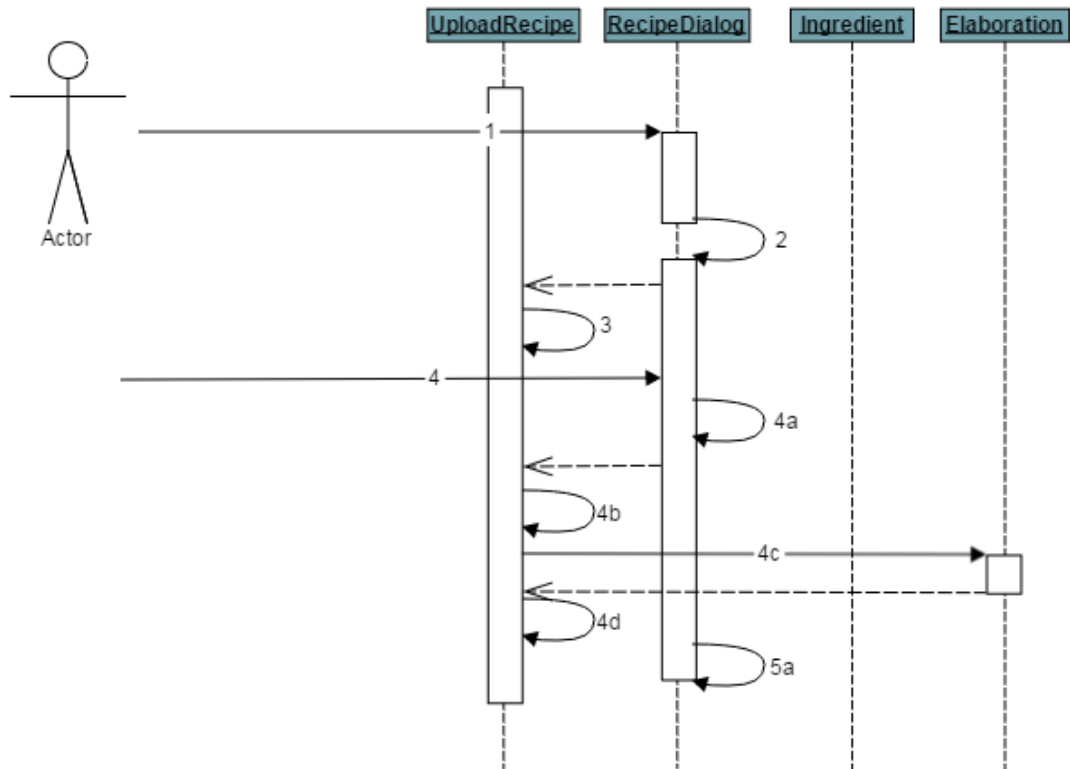 UploadRecipe RecipeDialog Ingredient Elaboration
1
Actor
2
3
4
4a
4b
4c
4d
5a